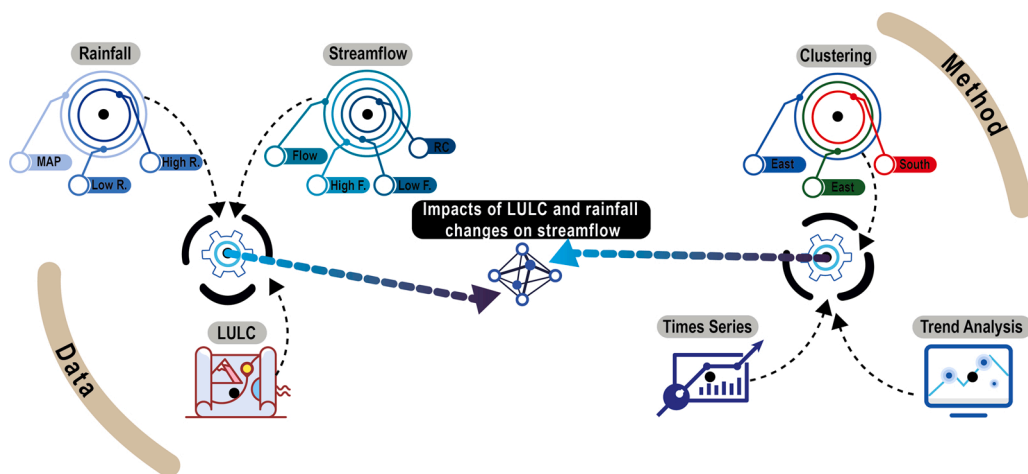 Rainfall
Streamflow
Clustering
Method
MAP
High R.
Low R.
Flow
RC
High F.
Low F.
East
South
East
Impacts of LULC and rainfall
changes on streamflow
Data
LULC
Times Series
Trend Analysis